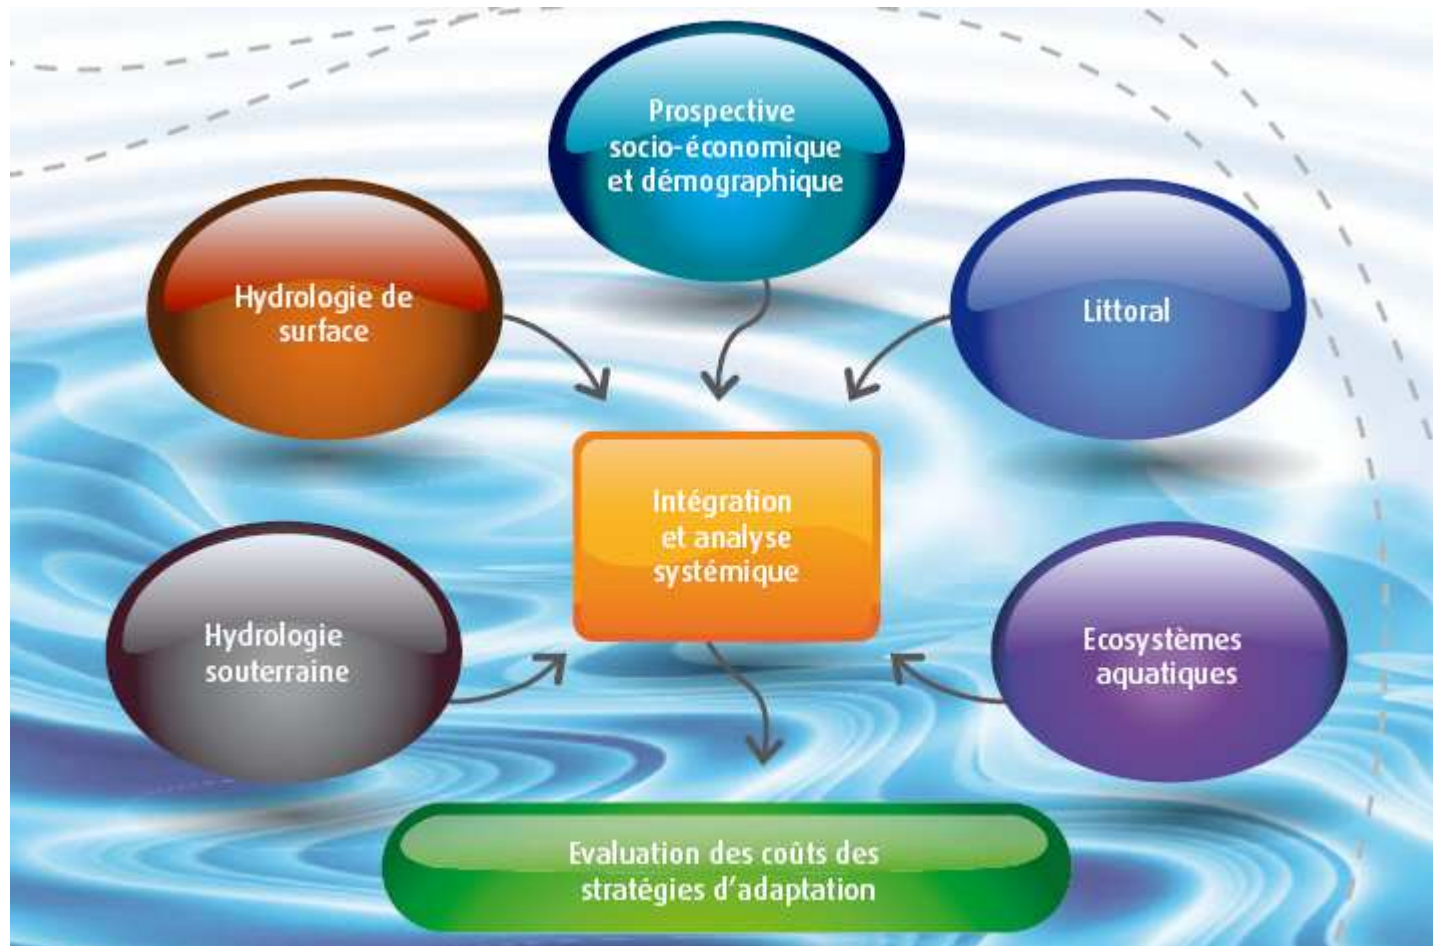 Prospective
socio-économique
et démographique
Hydrologie de
surface
Littoral
Intégration
et analyse
systémique
Hydrologie
souterraine
Ecosystèmes
aquatiques
Evaluation des coûts des
stratégies d'adaptation